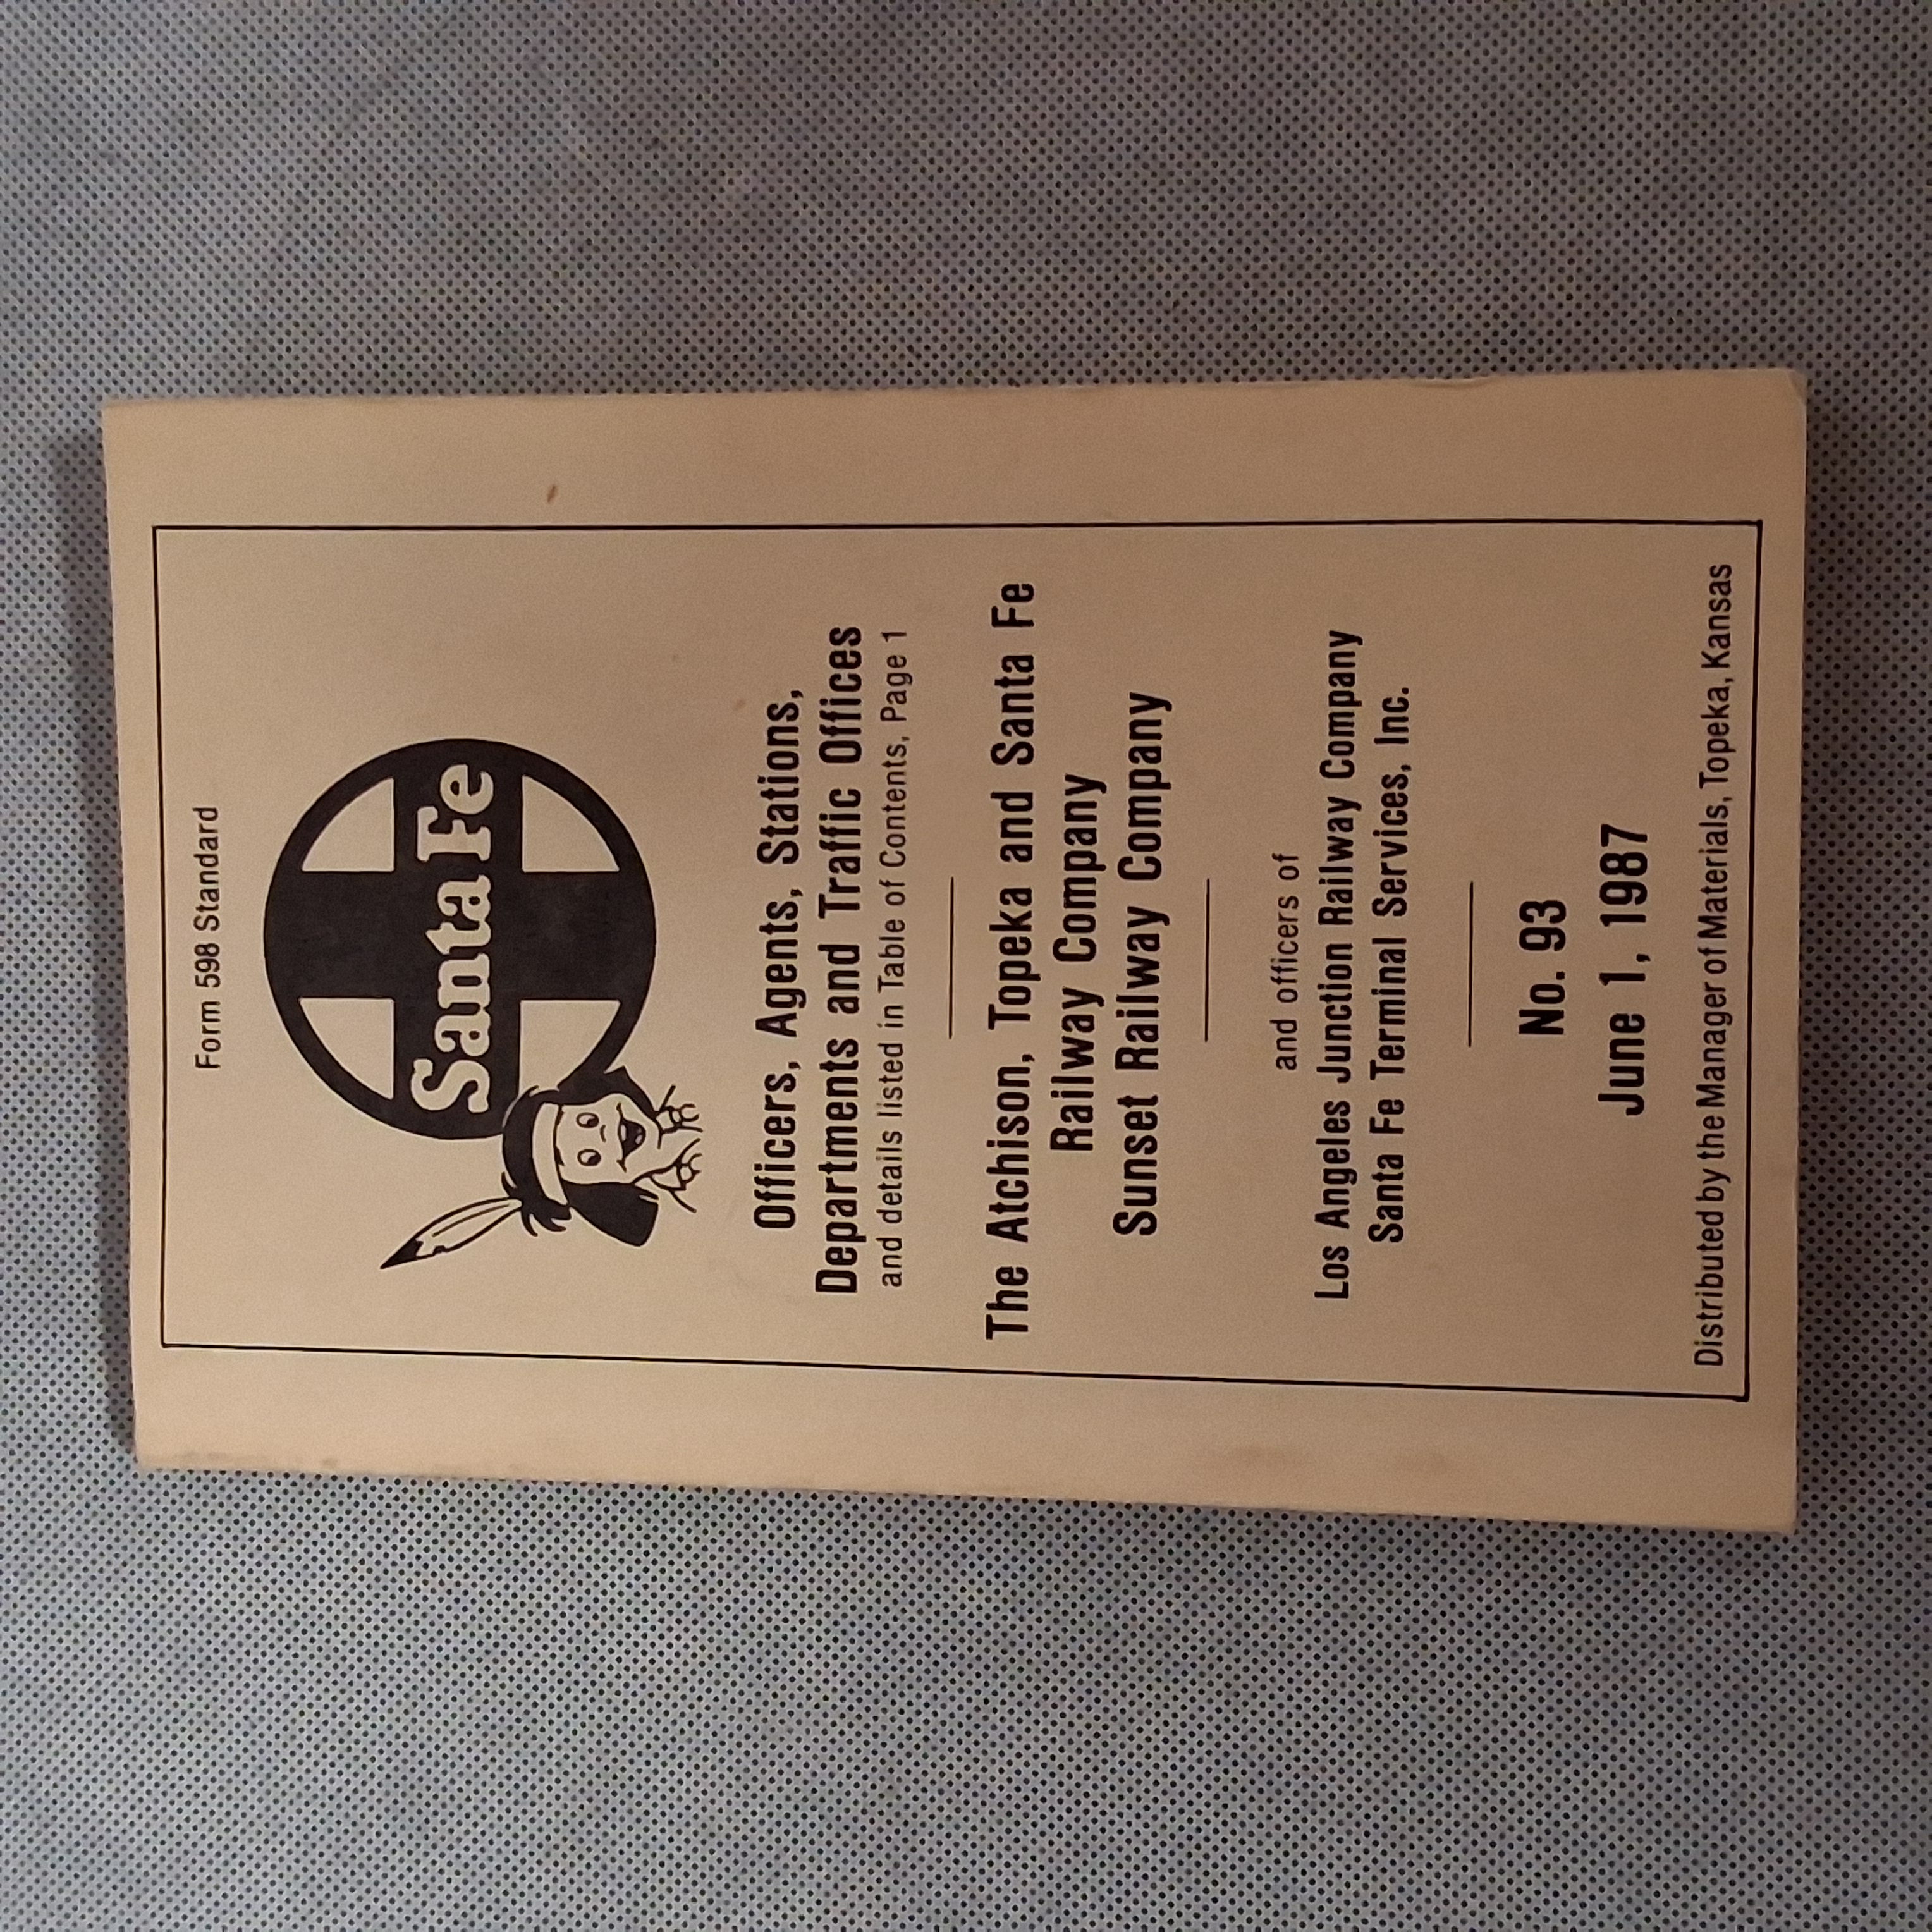 Form 598 Standard
Santa Fe
Officers, Agents, Stations,
Departments and Traffic Offices
and details listed in Table of Contents, Page 1
The Atchison, Topeka and Santa Fe
Railway Company
Sunset Railway Company
and officers of
Los Angeles Junction Railway Company
Santa Fe Terminal Services, Inc.
No. 93
June 1, 1987
Distributed by the Manager of Materials, Topeka, Kansas